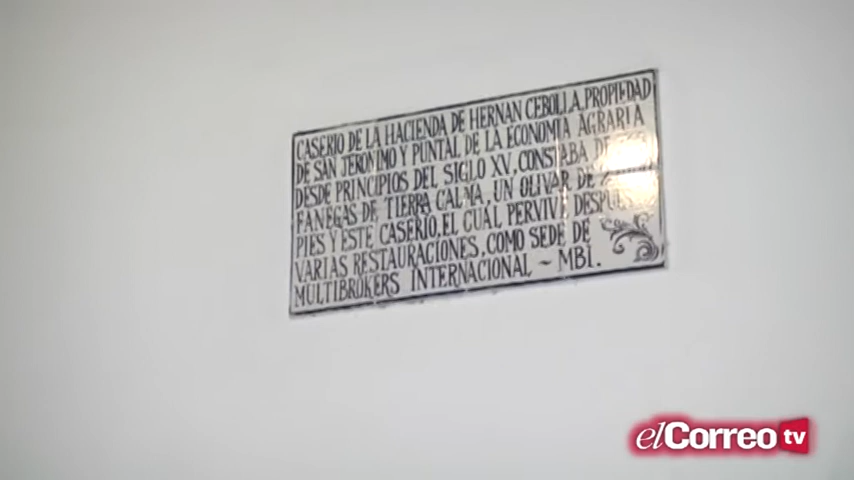 CASERIO DE LA HACIENDA DE HERNAN CEBOLLA. PROPIEDAD
DE SAN JERONIMO Y PUNTAL DE LA ECONOMIA AGRARIA
DESDE PRINCIPIOS DEL SIGLO XV, CONSTABA DE
FANEGAS DE TIERRA CALMA, UN OLIVAR DE
PIES Y ESTE CASERIO, EL CUAL PERVIVE
VARIAS RESTAURACIONES, COMO SEDE DE
MULTIBROKERS INTERNACIONAL ~ MBI.
elCorreo tv